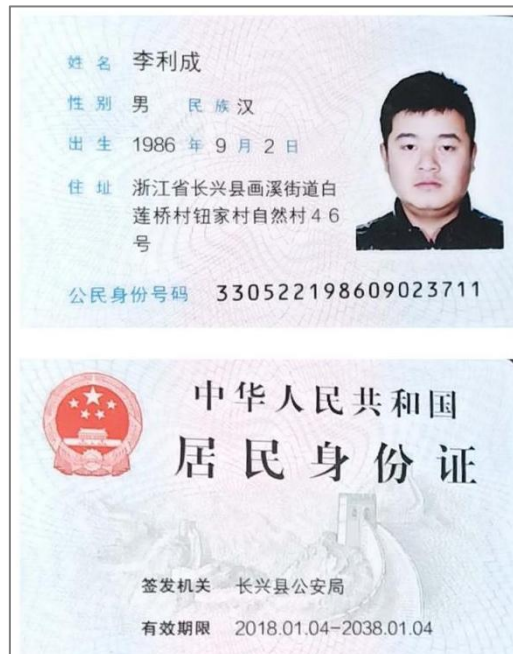 姓名 李利成
性别 男 民族 汉
出生 1986 年 9 月 2 日
住址 浙江省长兴县画溪街道白
莲桥村钮家村自然村46
号
公民身份号码 330522198609023711
中华人民共和国
居民身份证
签发机关 长兴县公安局
有效期限 2018.01.04-2038.01.04